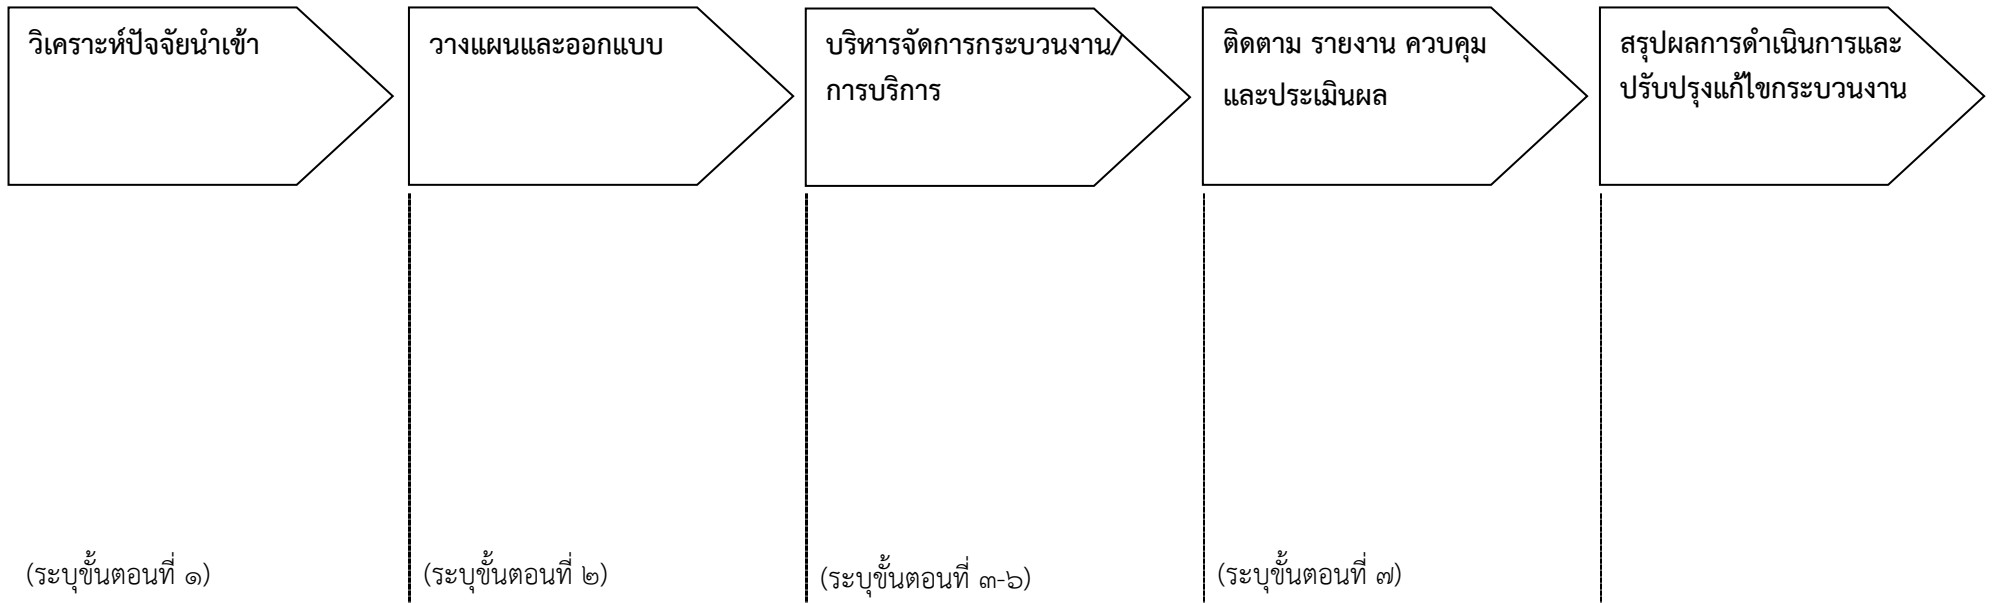 วิเคราะห์ปัจจัยนำเข้า
วางแผนและออกแบบ
บริหารจัดการกระบวนงาน/
การบริการ
ติดตาม รายงาน ควบคุม
และประเมินผล
สรุปผลการดำเนินการและ
ปรับปรุงแก้ไขกระบวนงาน
(ระบุขั้นตอนที่ ๑)
(ระบุขั้นตอนที่ ๒)
(ระบุขั้นตอนที่ ๓-๖)
(ระบุขั้นตอนที่ ๗)